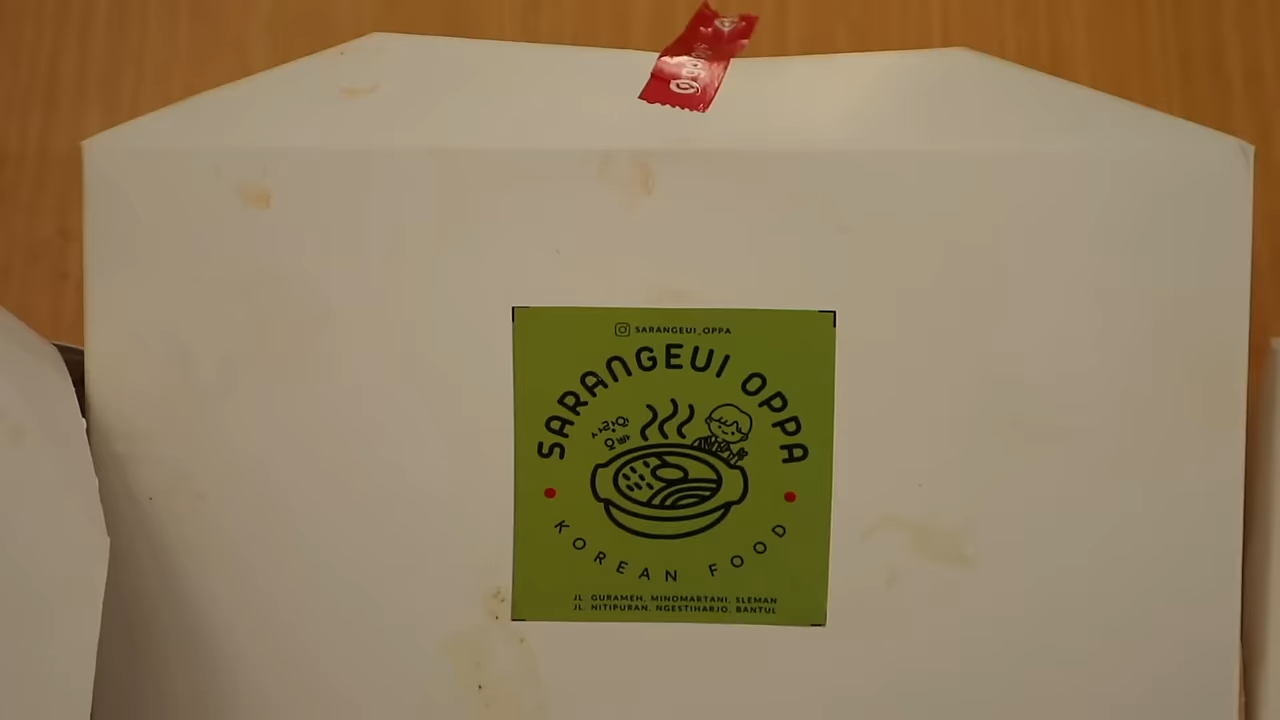 SARANGEUI_OPPA
SARANGEUI OPPA
사랑의
오빠
KOREAN FOOD
JL. GURAMEH, MINOMARTANI, SLEMAN
JL. NITIPURAN, NGESTIHARJO, BANTUL